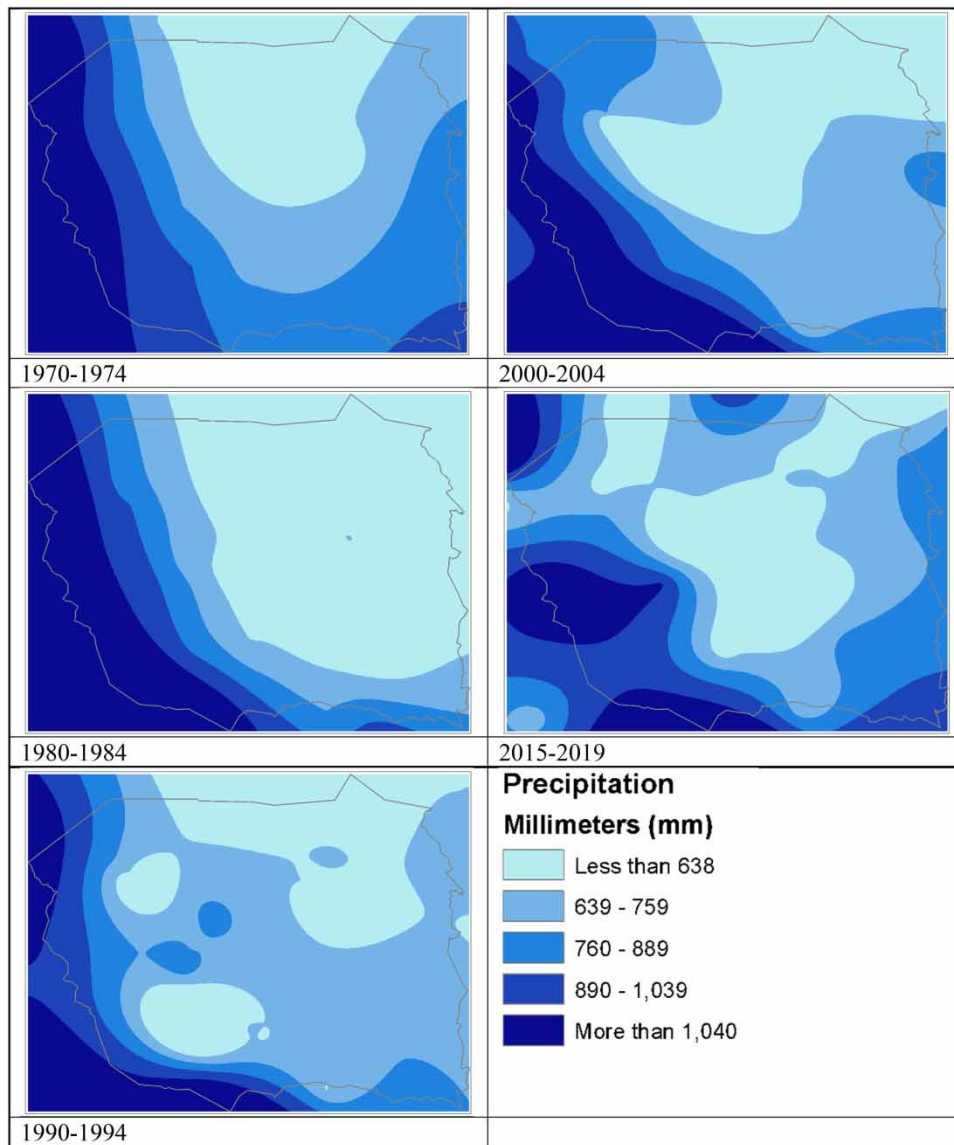 1970-1974
2000-2004
1980-1984
2015-2019
1990-1994
Precipitation
Millimeters (mm)
Less than 638
639 - 759
760 - 889
890 - 1,039
More than 1,040